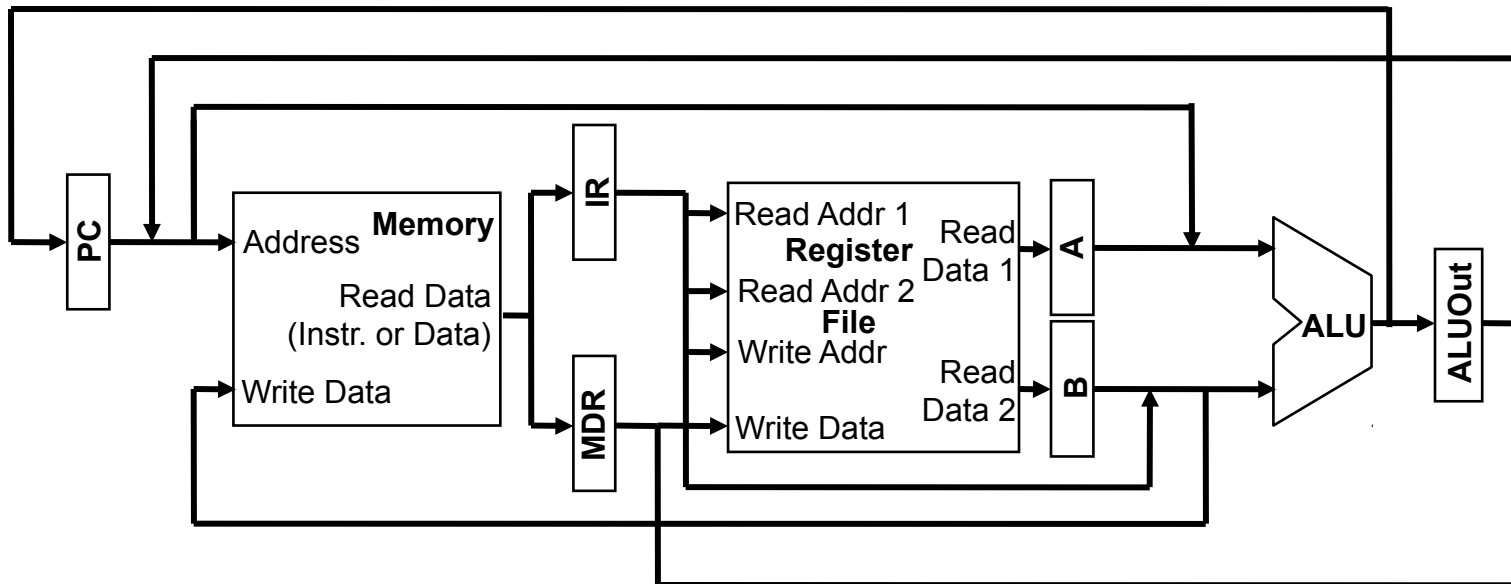 PC
Memory
Address
Read Data
(Instr. or Data)
Write Data
IR
MDR
Read Addr 1
Register
Read Addr 2
File
Write Addr
Write Data
Read
Data 1
Read
Data 2
A
B
ALU
ALUOut